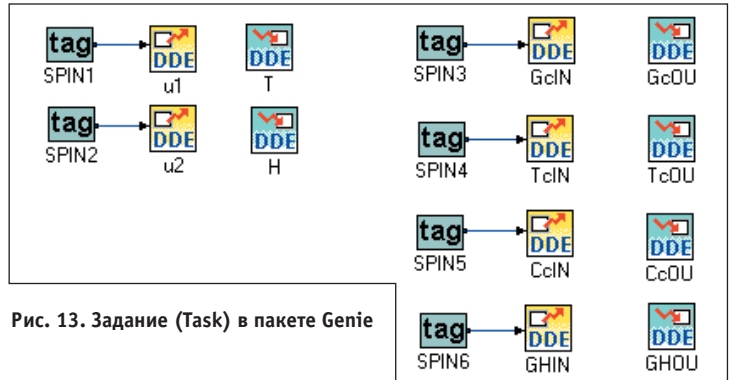 tag DDE DDE
SPIN1 u1 T
tag DDE DDE
SPIN2 u2 H
tag DDE DDE
SPIN3 GcIN GcOU
tag DDE DDE
SPIN4 TcIN TcOU
tag DDE DDE
SPIN5 CcIN CcOU
tag DDE DDE
SPIN6 GHIN GHOU
Рис. 13. Задание (Task) в пакете Genie